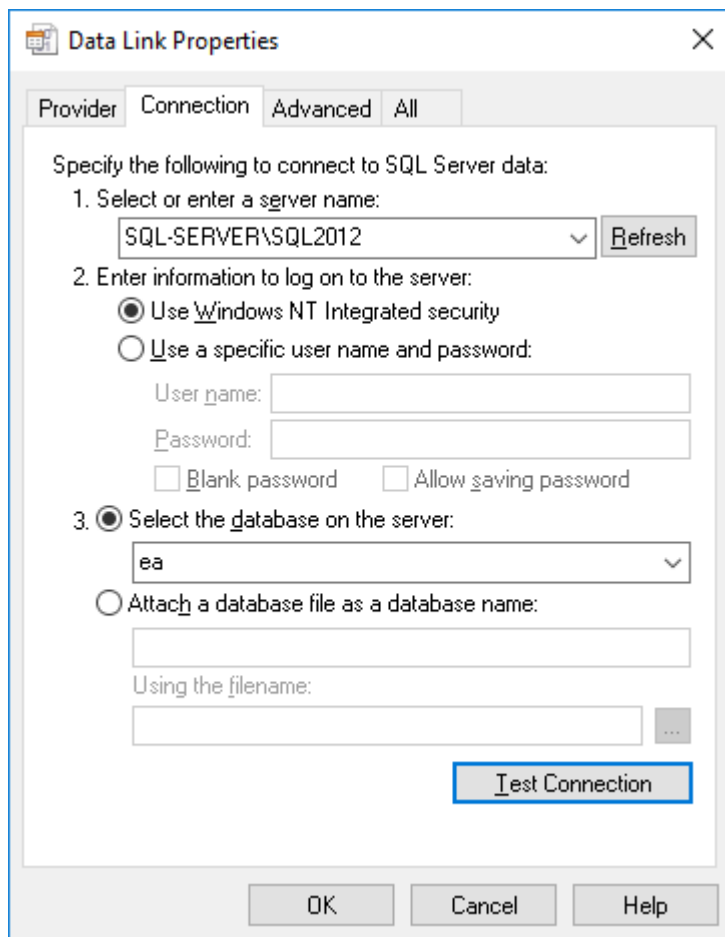 Data Link Properties
Provider Connection Advanced All
Specify the following to connect to SQL Server data:
1. Select or enter a server name:
SQL-SERVER\SQL2012 Refresh
2. Enter information to log on to the server:
Use Windows NT Integrated security
Use a specific user name and password:
User name:
Password:
Blank password Allow saving password
3. Select the database on the server:
ea
Attach a database file as a database name:
Using the filename:
...
Test Connection
OK Cancel Help